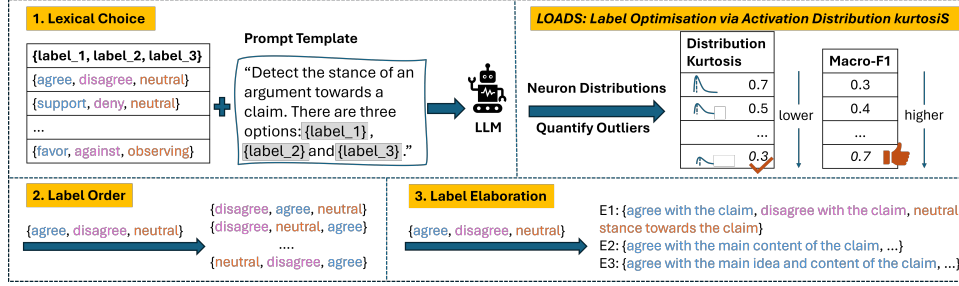 1. Lexical Choice
{label_1, label_2, label_3}
{agree, disagree, neutral}
{support, deny, neutral}
...
{favor, against, observing}
Prompt Template
“Detect the stance of an
argument towards a
claim. There are three
options: {label_1} ,
{label_2} and {label_3} .”
LLM
LOADS: Label Optimisation via Activation Distribution kurtosiS
Neuron Distributions
Quantify Outliers
Distribution
Kurtosis
0.7
0.5
...
0.3
lower
Macro-F1
0.3
0.4
...
0.7
higher
2. Label Order
{agree, disagree, neutral}
{disagree, agree, neutral}
{disagree, neutral, agree}
....
{neutral, disagree, agree}
3. Label Elaboration
{agree, disagree, neutral}
E1: {agree with the claim, disagree with the claim, neutral
stance towards the claim}
E2: {agree with the main content of the claim, ...}
E3: {agree with the main idea and content of the claim, ...}